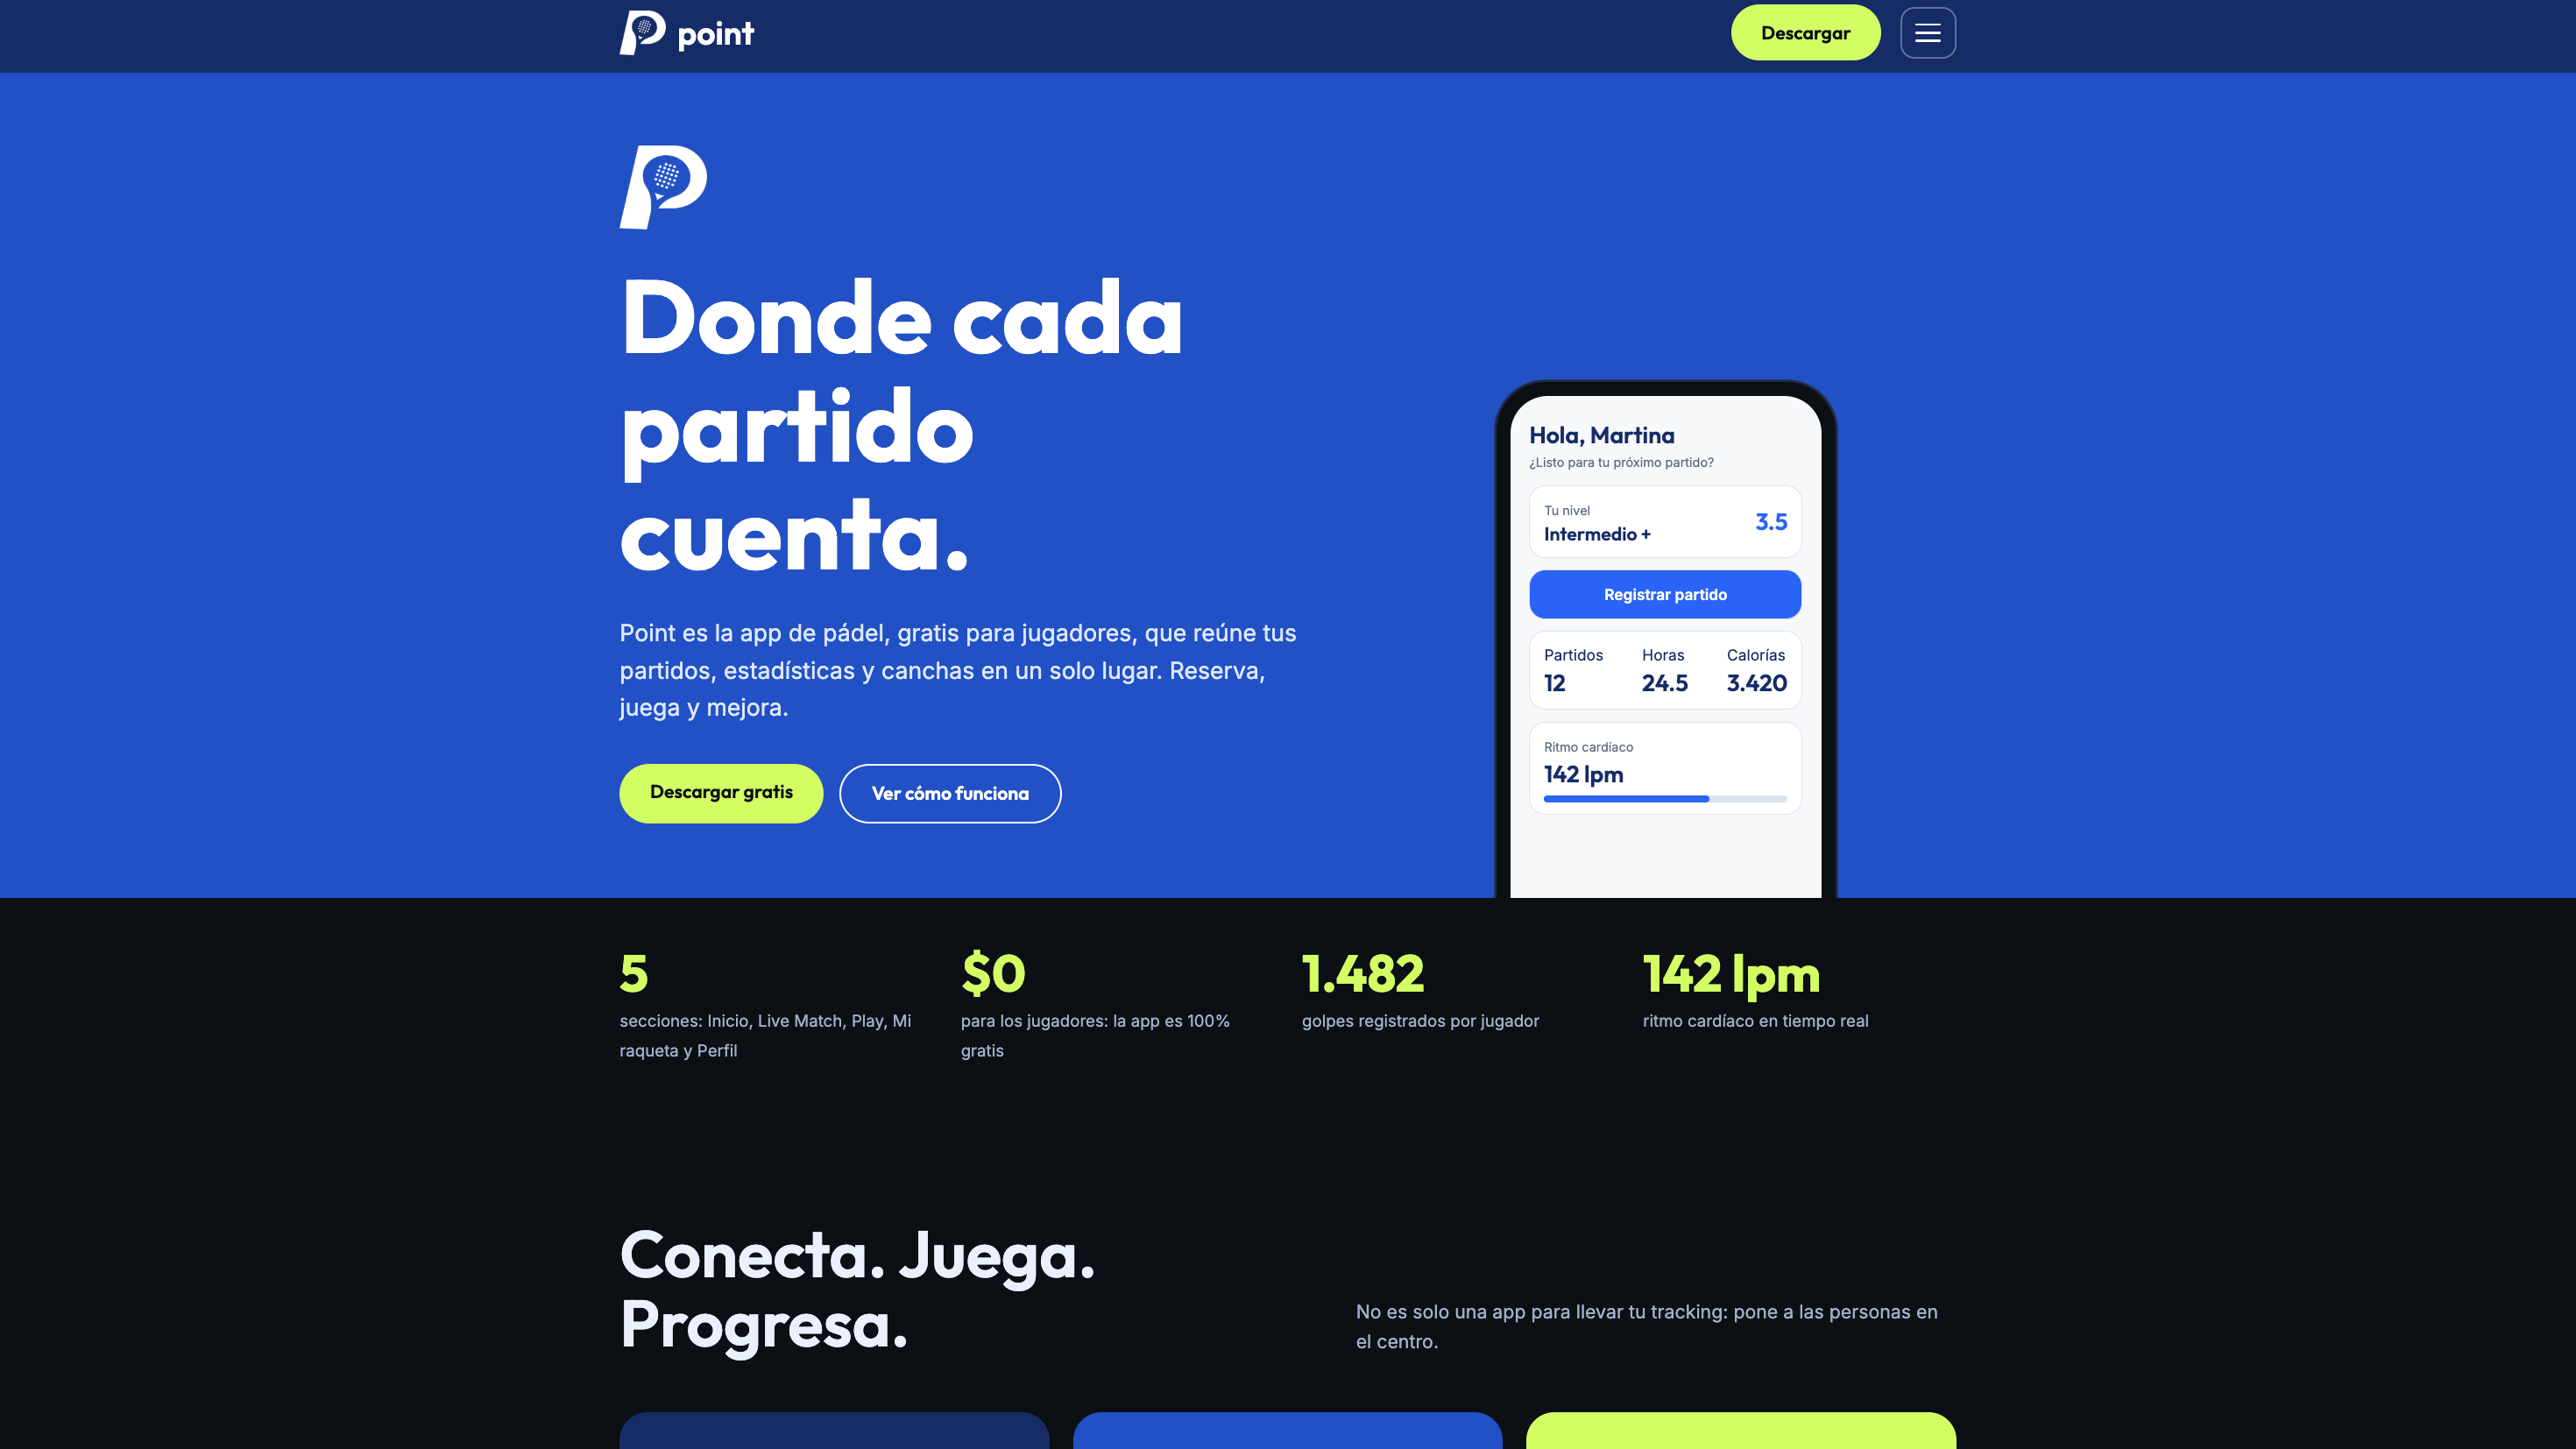 point
Descargar
Donde cada
partido
cuenta.
Point es la app de pádel, gratis para jugadores, que reúne tus
partidos, estadísticas y canchas en un solo lugar. Reserva,
juega y mejora.
Descargar gratis
Ver cómo funciona
Hola, Martina
¿Listo para tu próximo partido?
Tu nivel
Intermedio +
3.5
Registrar partido
Partidos
12
Horas
24.5
Calorías
3.420
Ritmo cardíaco
142 lpm
5
secciones: Inicio, Live Match, Play, Mi
raqueta y Perfil
$0
para los jugadores: la app es 100%
gratis
1.482
golpes registrados por jugador
142 lpm
ritmo cardíaco en tiempo real
Conecta. Juega.
Progresa.
No es solo una app para llevar tu tracking: pone a las personas en
el centro.